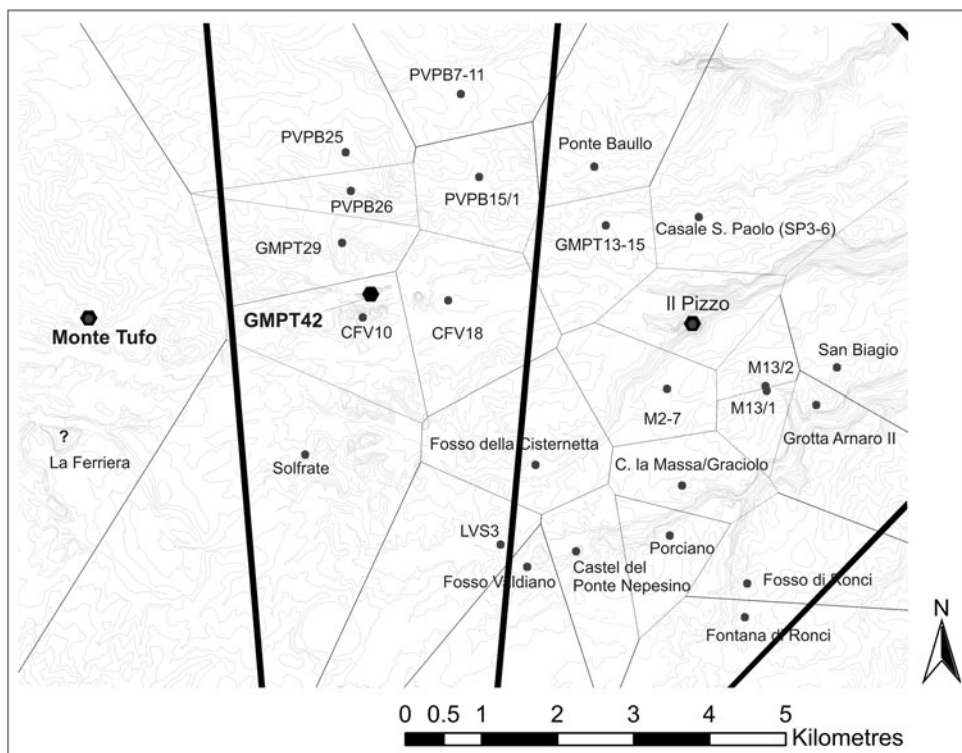 PVPB7-11
PVPB25
Ponte Baullo
PVPB26
PVPB15/1
Casale S. Paolo (SP3-6)
GMPT29
GMPT13-15
Il Pizzo
GMPT42
CFV10
CFV18
Monte Tufo
San Biagio
M13/2
M2-7
M13/1
Grotta Arnaro II
?
La Ferriera
Solfrate
Fosso della Cisternetta
C. la Massa/Graciolo
LVS3
Porciano
Fosso Valdiano
Castel del
Ponte Nepesino
Fosso di Ronci
Fontana di Ronci
N
0 0.5 1 2 3 4 5
Kilometres